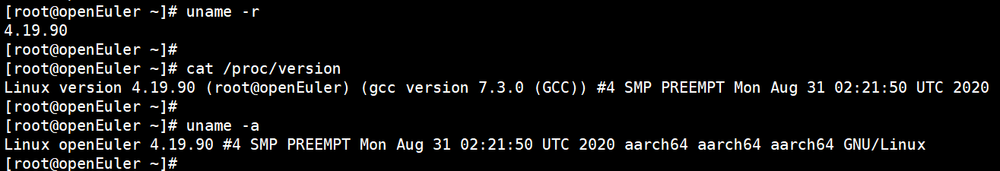 [root@openEuler ~]# uname -r
4.19.90
[root@openEuler ~]#
[root@openEuler ~]# cat /proc/version
Linux version 4.19.90 (root@openEuler) (gcc version 7.3.0 (GCC)) #4 SMP PREEMPT Mon Aug 31 02:21:50 UTC 2020
[root@openEuler ~]#
[root@openEuler ~]# uname -a
Linux openEuler 4.19.90 #4 SMP PREEMPT Mon Aug 31 02:21:50 UTC 2020 aarch64 aarch64 aarch64 GNU/Linux
[root@openEuler ~]#